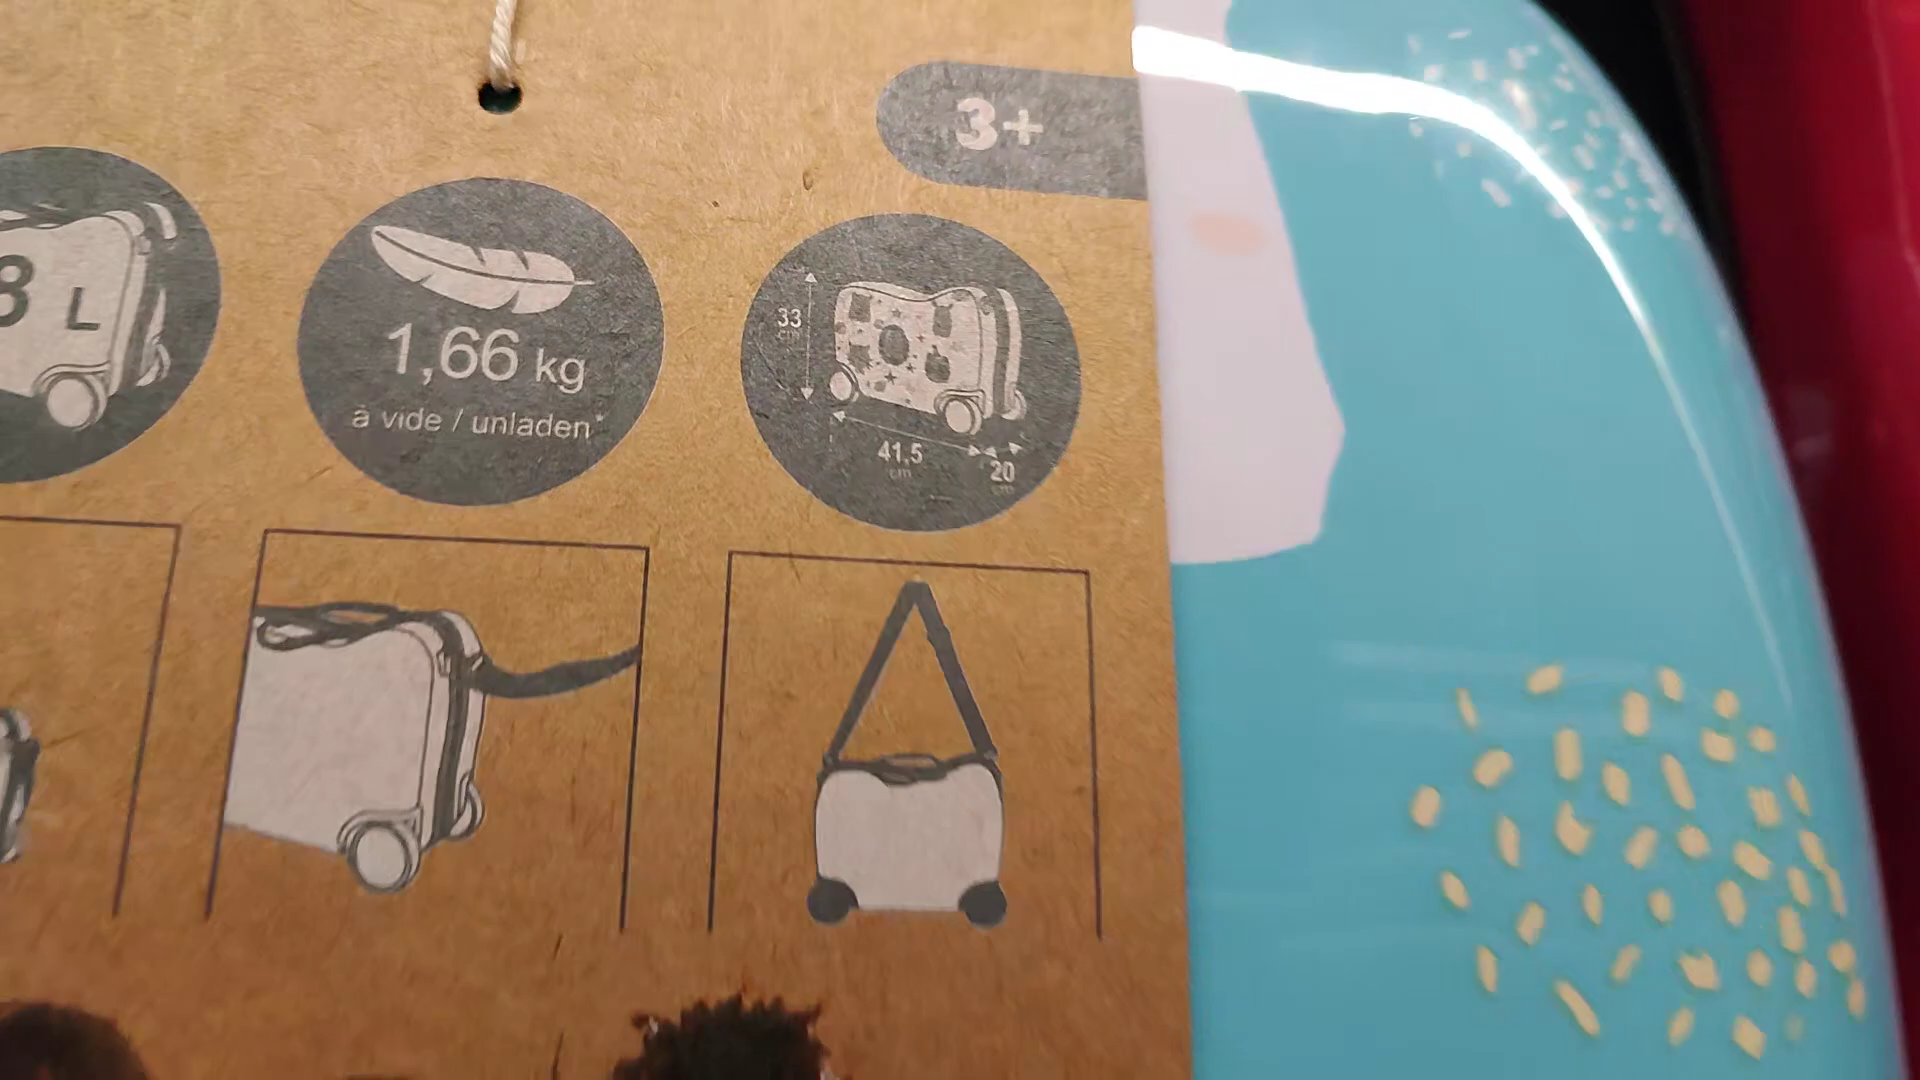 3+
8 L
1,66 kg
à vide / unladen*
33
cm
41,5
cm
20
cm